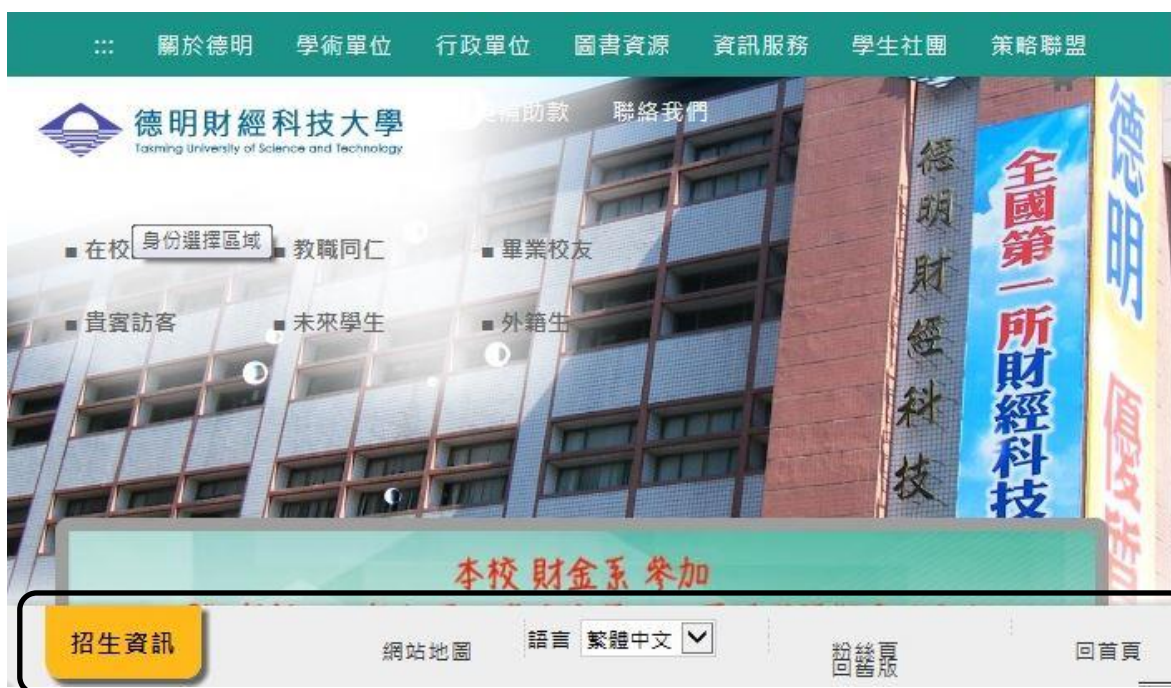 ::: 關於德明 學術單位 行政單位 圖書資源 資訊服務 學生社團 策略聯盟
補助款 聯絡我們
德明財經科技大學
Takming University of Science and Technology
■ 在校 身份選擇區域 ■ 教職同仁 ■ 畢業校友
■ 貴賓訪客 ■ 未來學生 ■ 外籍生
德明財經科技
全國第一所財經科技
德明
本校 財金系 參加
招生資訊 網站地圖 語言 繁體中文 粉絲頁 回首頁
回舊版